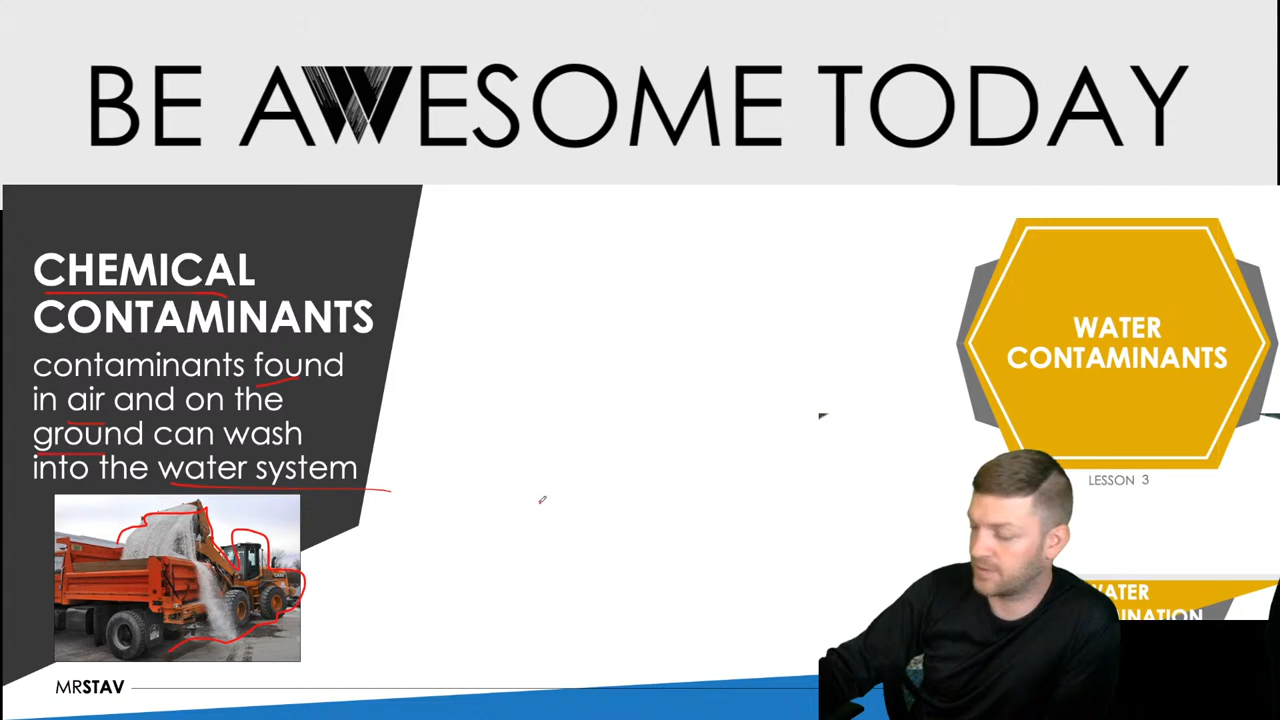 BE AWESOME TODAY
CHEMICAL
CONTAMINANTS
contaminants found
in air and on the
ground can wash
into the water system
MRSTAV
WATER
CONTAMINANTS
LESSON 3
WATER